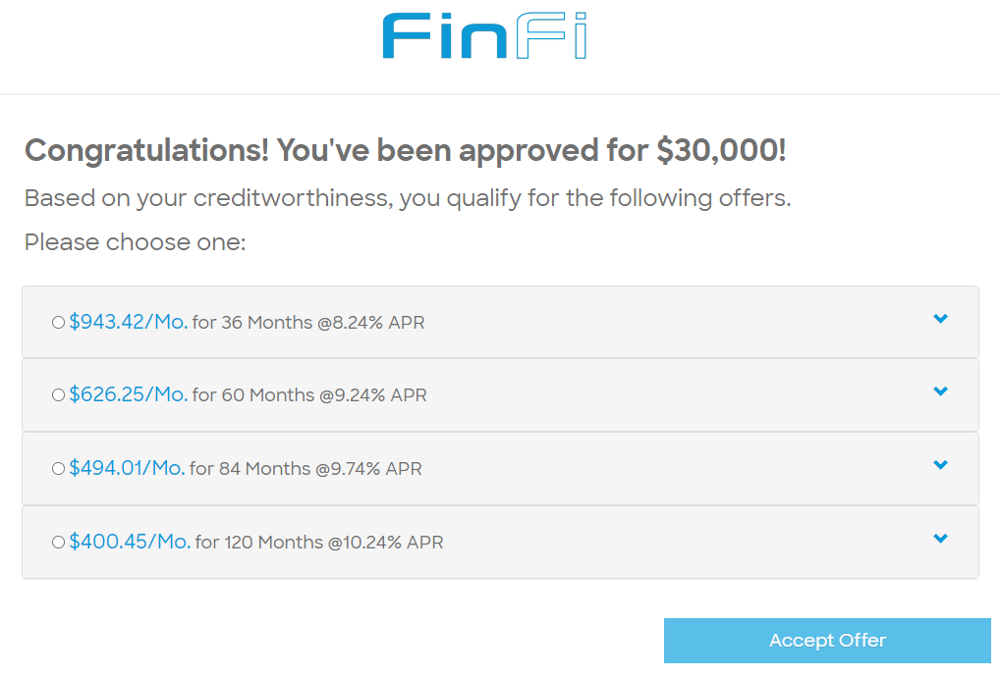 FinFi
Congratulations! You've been approved for $30,000!
Based on your creditworthiness, you qualify for the following offers.
Please choose one:
$943.42/Mo. for 36 Months @8.24% APR
$626.25/Mo. for 60 Months @9.24% APR
$494.01/Mo. for 84 Months @9.74% APR
$400.45/Mo. for 120 Months @10.24% APR
Accept Offer